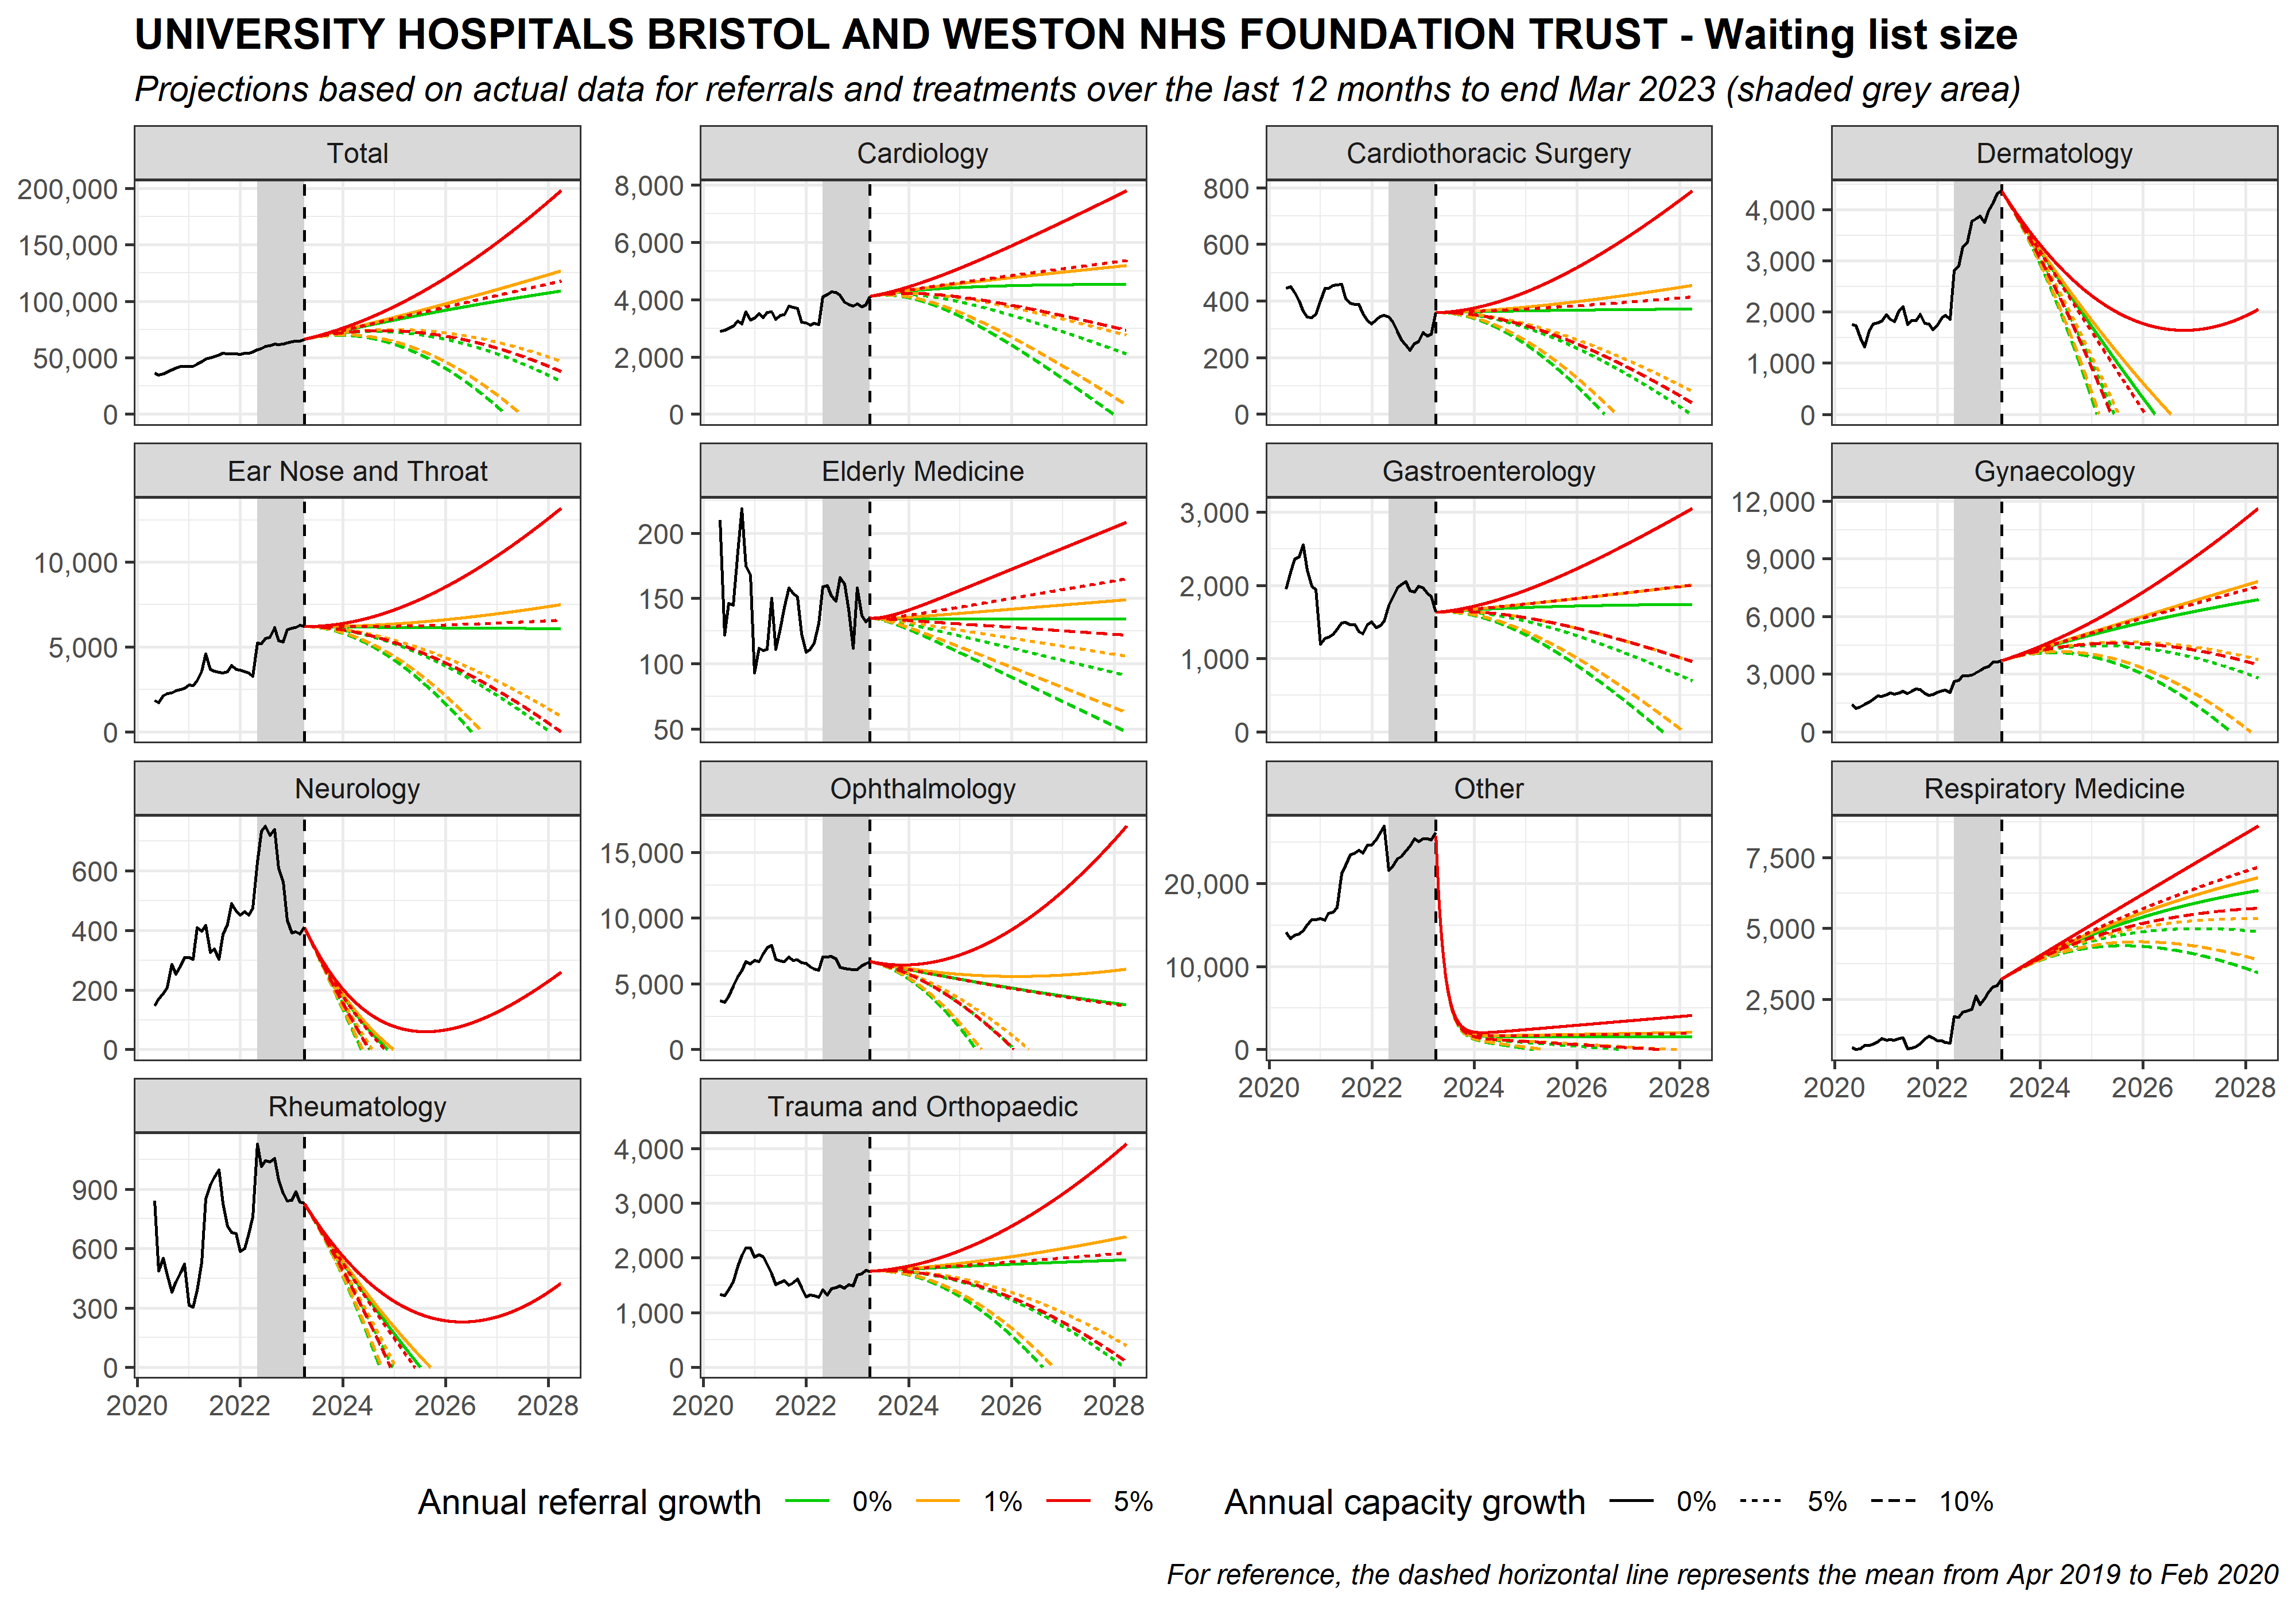 UNIVERSITY HOSPITALS BRISTOL AND WESTON NHS FOUNDATION TRUST - Waiting list size
Projections based on actual data for referrals and treatments over the last 12 months to end Mar 2023 (shaded grey area)
Total
200,000
150,000
100,000
50,000
0
Cardiology
8,000
6,000
4,000
2,000
0
Cardiothoracic Surgery
800
600
400
200
0
Dermatology
4,000
3,000
2,000
1,000
0
Ear Nose and Throat
10,000
5,000
0
Elderly Medicine
200
150
100
50
Gastroenterology
3,000
2,000
1,000
0
Gynaecology
12,000
9,000
6,000
3,000
0
Neurology
600
400
200
0
Ophthalmology
15,000
10,000
5,000
0
Other
20,000
10,000
0
2020 2022 2024 2026 2028
Respiratory Medicine
7,500
5,000
2,500
2020 2022 2024 2026 2028
Rheumatology
900
600
300
0
2020 2022 2024 2026 2028
Trauma and Orthopaedic
4,000
3,000
2,000
1,000
0
2020 2022 2024 2026 2028
Annual referral growth 0% 1% 5% Annual capacity growth 0% 5% 10%
For reference, the dashed horizontal line represents the mean from Apr 2019 to Feb 2020